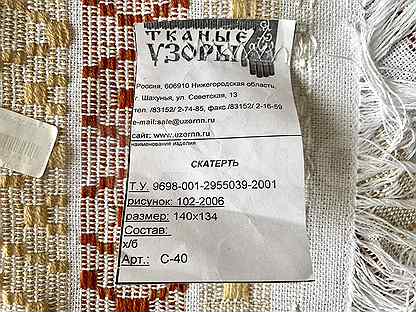 ТКАНЫЕ
УЗОРЫ
Россия, 606910 Нижегородская область
г. Шахунья, ул. Советская, 13
тел. /83152/ 2-74-85, факс /83152/ 2-16-60
e-mail:sale@uzornn.ru
сайт: www.uzornn.ru
наименование изделия
СКАТЕРТЬ
Т.У. 9698-001-2955039-2001
рисунок: 102-2006
размер: 140х134
Состав:
х/б
Арт.: С-40